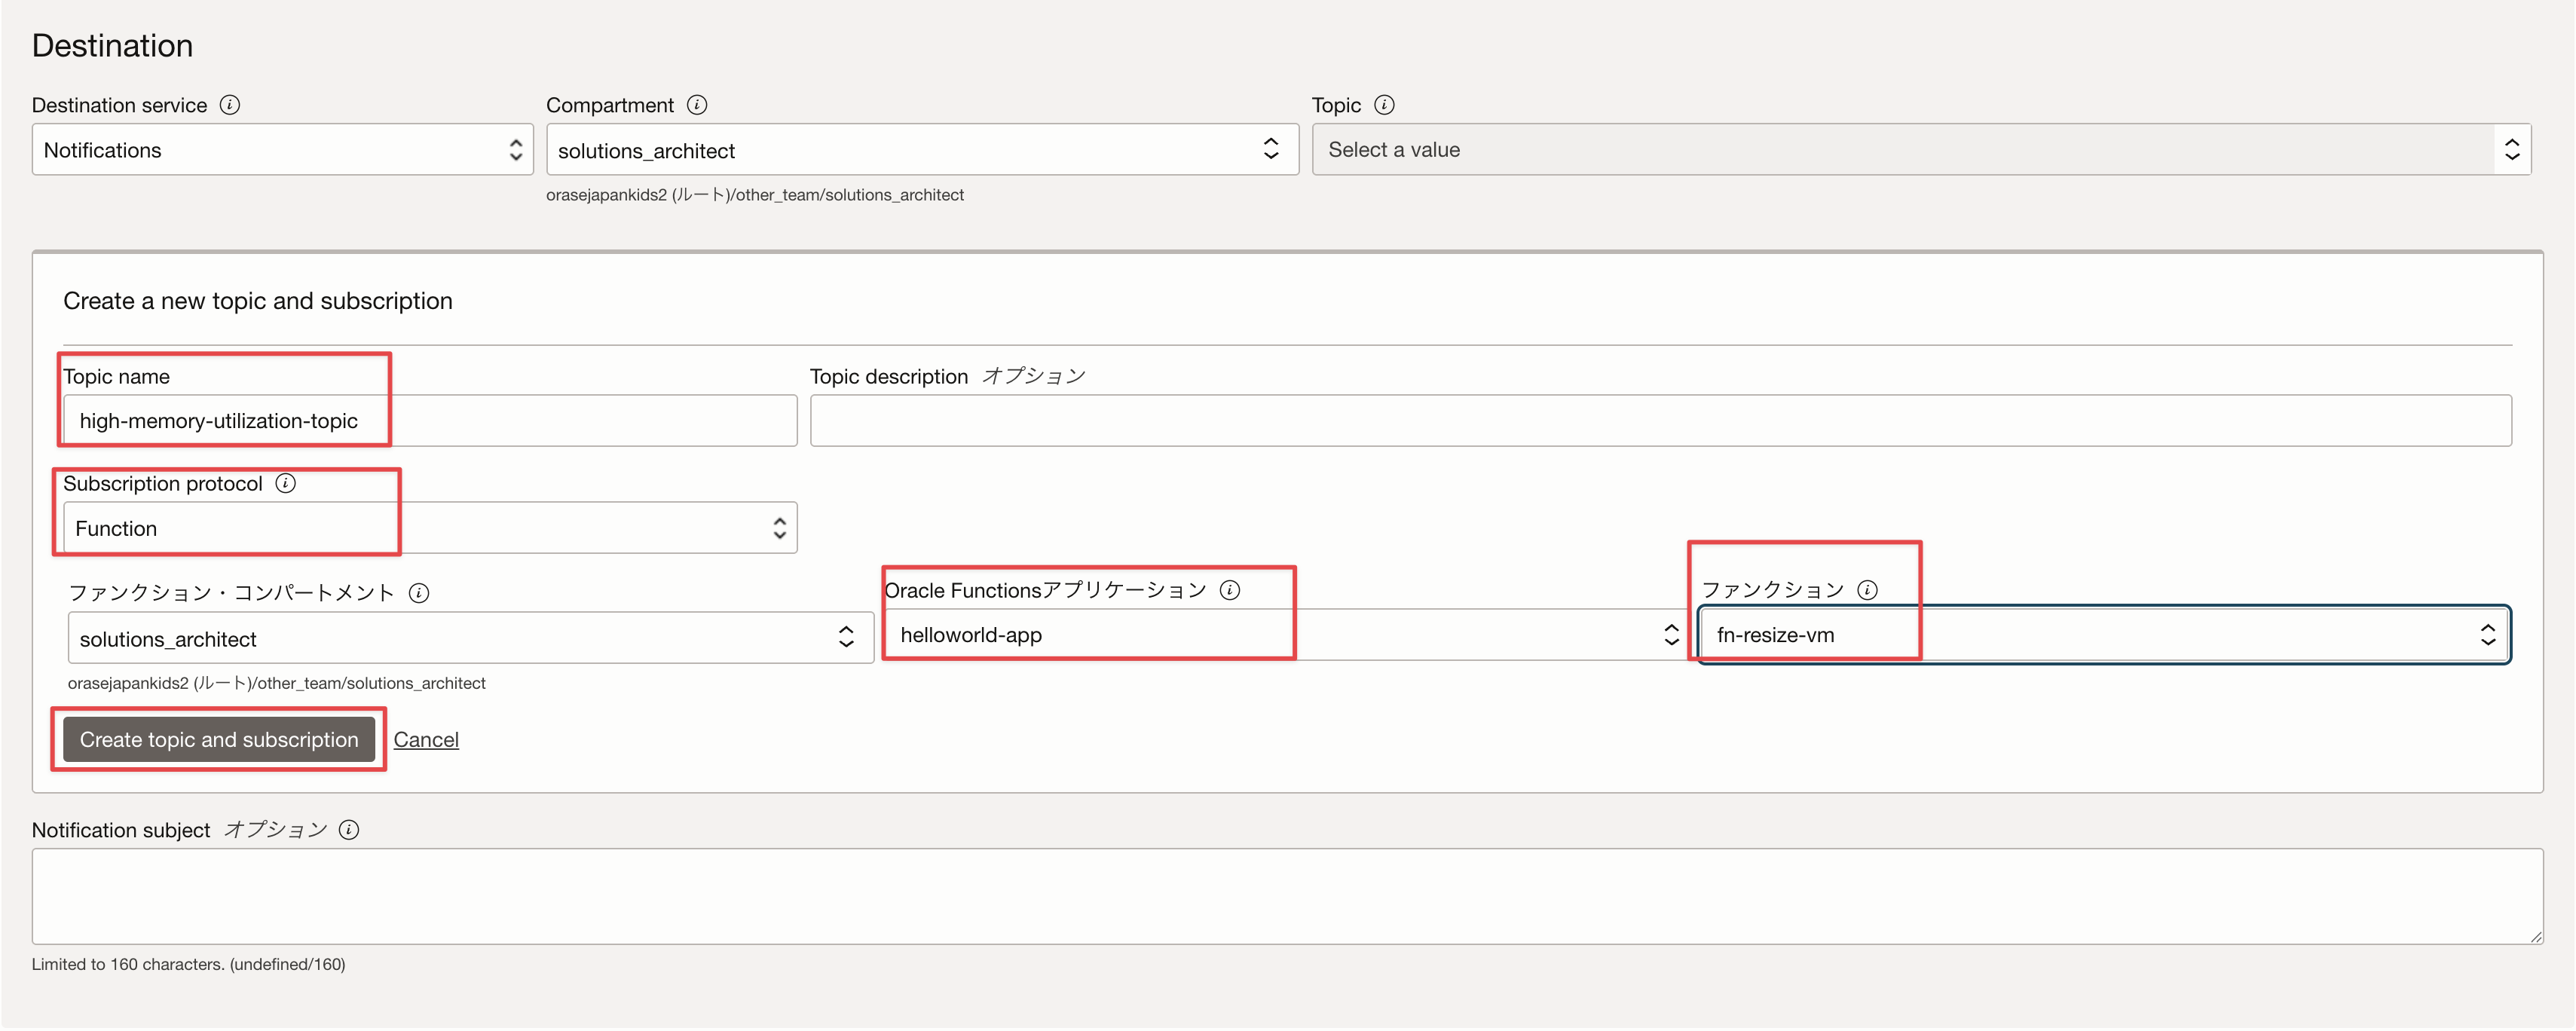 Destination
Destination service
Compartment
Topic
Notifications
solutions_architect
Select a value
orasejapankids2 (ルート)/other_team/solutions_architect
Create a new topic and subscription
Topic name
Topic description オプション
high-memory-utilization-topic
Subscription protocol
Function
ファンクション・コンパートメント
Oracle Functionsアプリケーション
ファンクション
solutions_architect
helloworld-app
fn-resize-vm
orasejapankids2 (ルート)/other_team/solutions_architect
Create topic and subscription
Cancel
Notification subject オプション
Limited to 160 characters. (undefined/160)